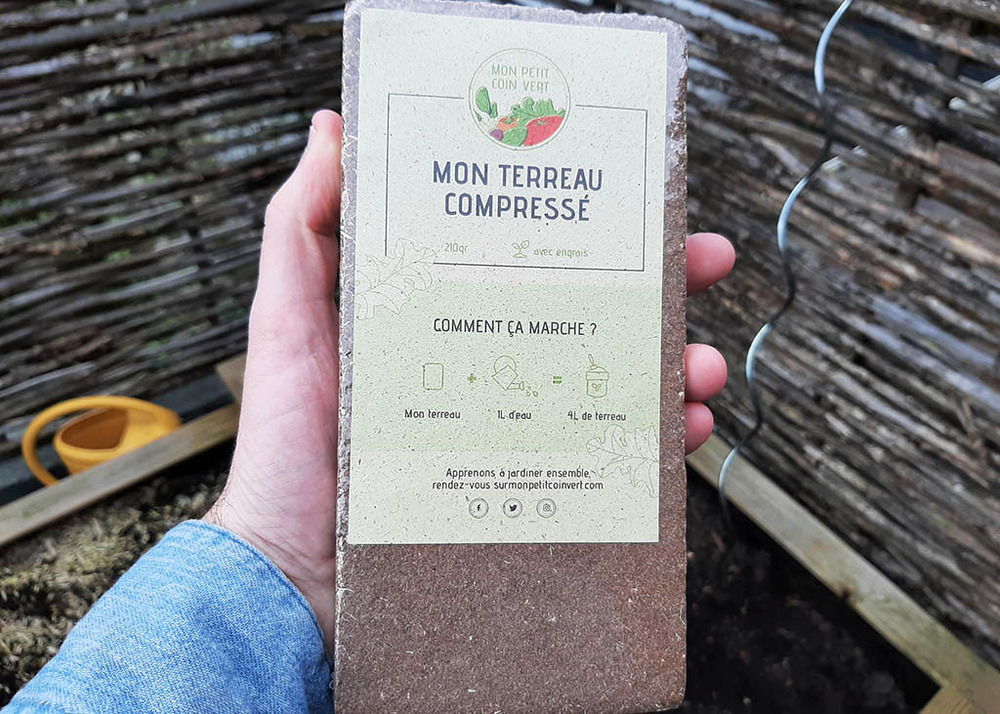 MON PETIT
COIN VERT
MON TERREAU
COMPRESSÉ
210gr avec engrais
COMMENT ÇA MARCHE ?
+ =
Mon terreau 1L d'eau 4L de terreau
Apprenons à jardiner ensemble,
rendez-vous surmonpetitcoinvert.com